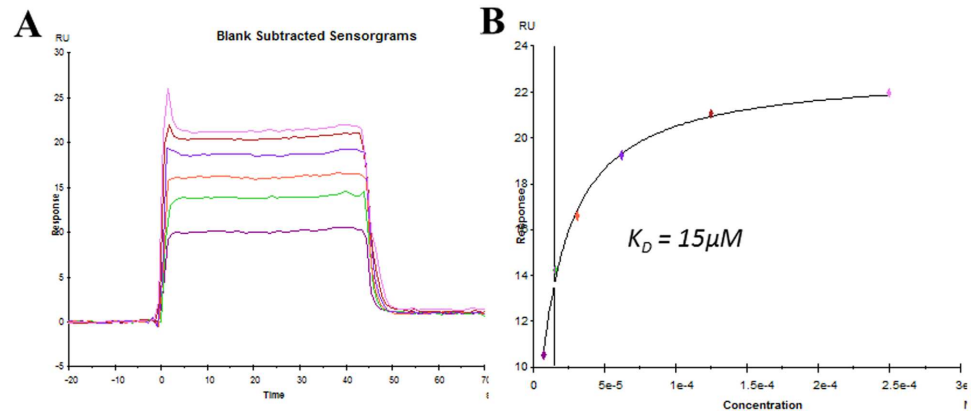 A
RU
Blank Subtracted Sensorgrams
30
25
20
15
10
5
0
-5
Response
-20
-10
0
10
20
30
40
50
60
70
Time
s
B
RU
24
22
20
18
16
14
12
10
Response
K_D = 15μM
0
5e-5
1e-4
1.5e-4
2e-4
2.5e-4
Concentration